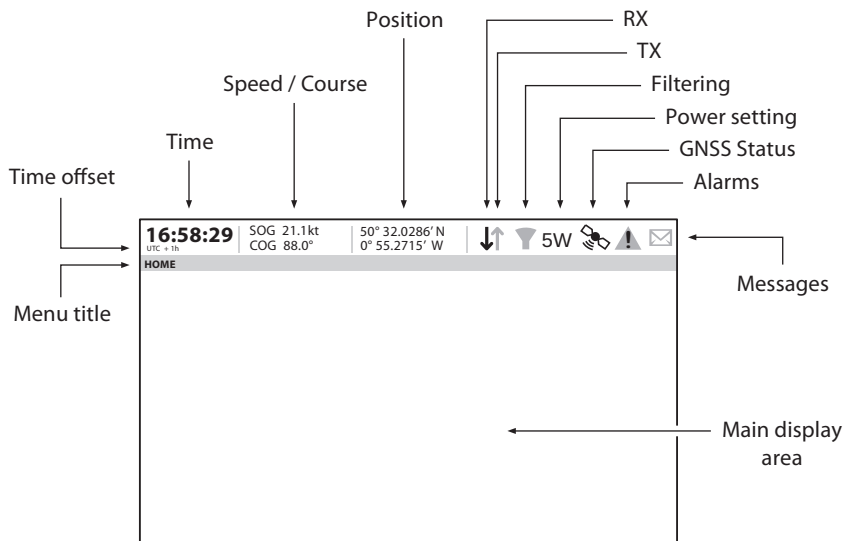 Position
RX
TX
Speed / Course
Filtering
Power setting
Time
GNSS Status
Time offset
Alarms
16:58:29
UTC + 1h
SOG 21.1kt
COG 88.0°
50° 32.0286’ N
0° 55.2715’ W
5W
HOME
Messages
Menu title
Main display
area